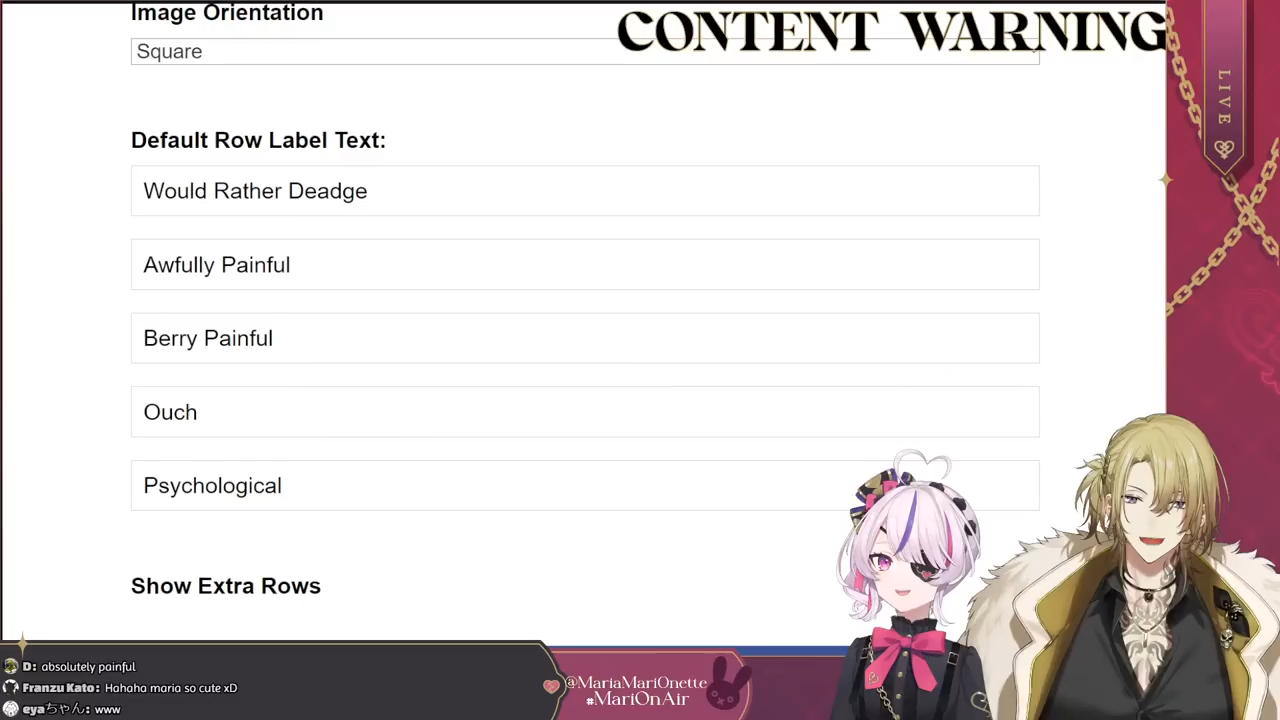 Image Orientation
CONTENT WARNING
Square
Default Row Label Text:
Would Rather Deadge
Awfully Painful
Berry Painful
Ouch
Psychological
Show Extra Rows
LIVE
D: absolutely painful
Franzu Kato: Hahaha maria so cute xD
eyaちゃん: www
@MariaMariOnette
#MariOnAir